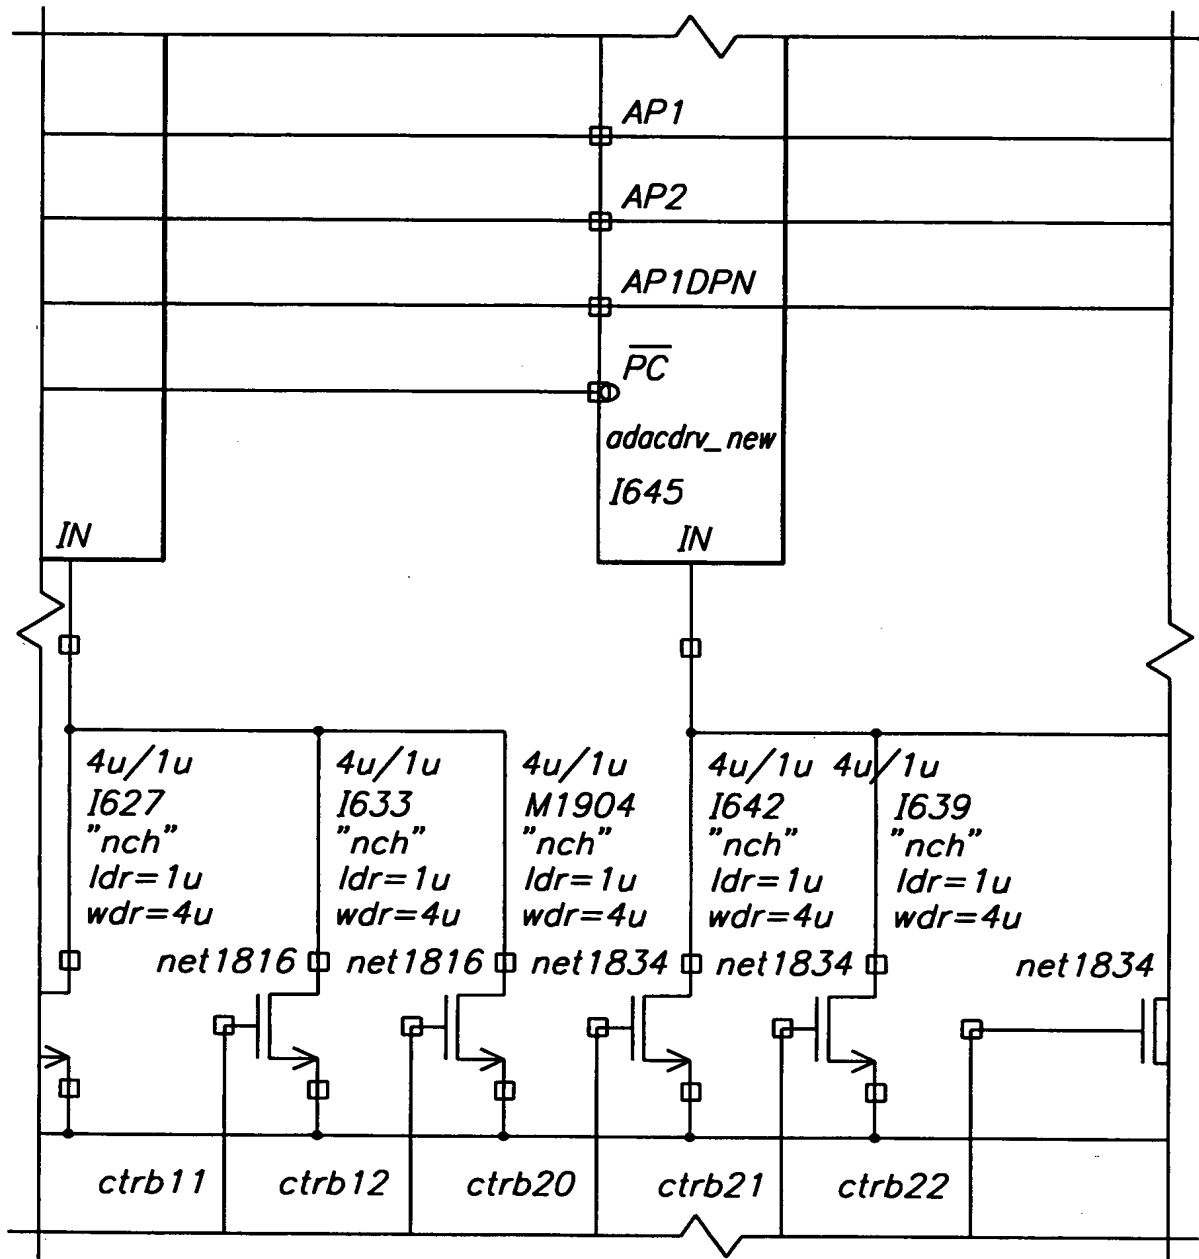 AP1
AP2
AP1DPN
PC
adacdrv_new
I645
IN
IN
4u/1u
I627
"nch"
ldr=1u
wdr=4u
4u/1u
I633
"nch"
ldr=1u
wdr=4u
4u/1u
M1904
"nch"
ldr=1u
wdr=4u
4u/1u
I642
"nch"
ldr=1u
wdr=4u
4u/1u
I639
"nch"
ldr=1u
wdr=4u
net1816
net1816
net1834
net1834
net1834
ctrb11
ctrb12
ctrb20
ctrb21
ctrb22